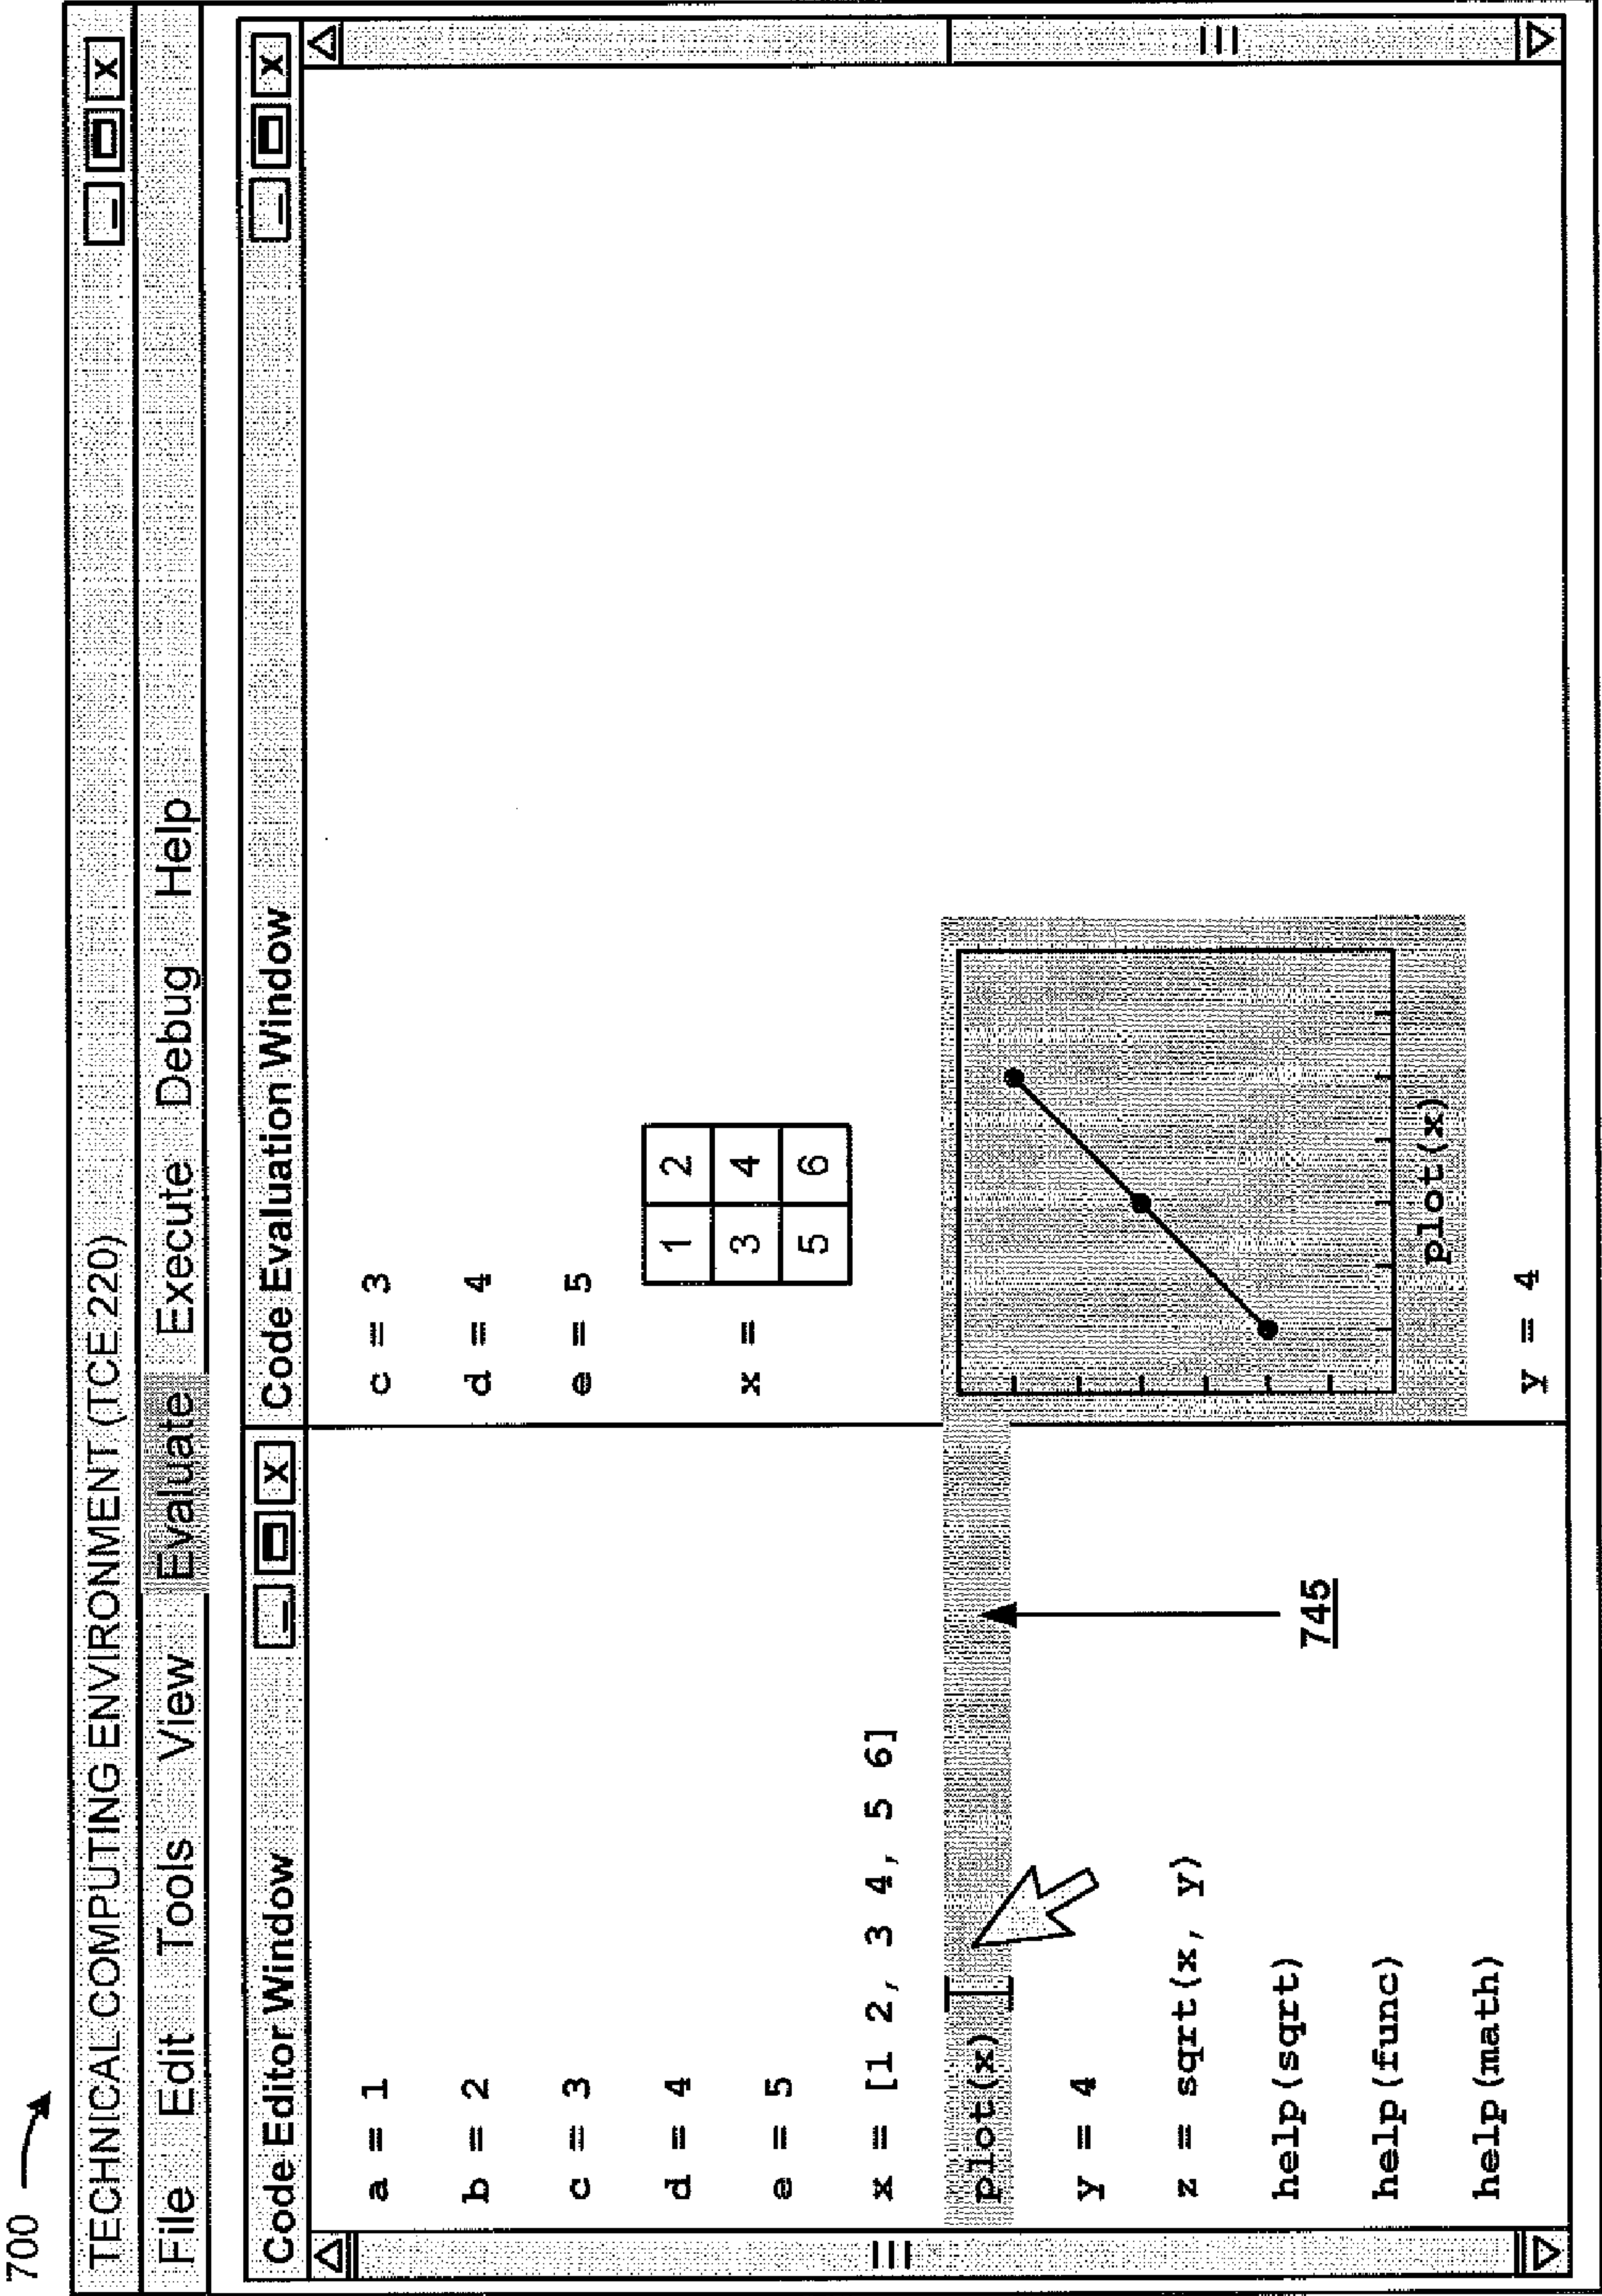 700
TECHNICAL COMPUTING ENVIRONMENT (TCE 220)
File Edit Tools View Evaluate Execute Debug Help
Code Editor Window
a = 1
b = 2
c = 3
d = 4
e = 5
x = [1 2, 3 4, 5 6]
plot(x)
y = 4
z = sqrt(x, y)
help(sqrt)
help(func)
help(math)
745
Code Evaluation Window
c = 3
d = 4
e = 5
x =
1 2
3 4
5 6
plot(x)
y = 4